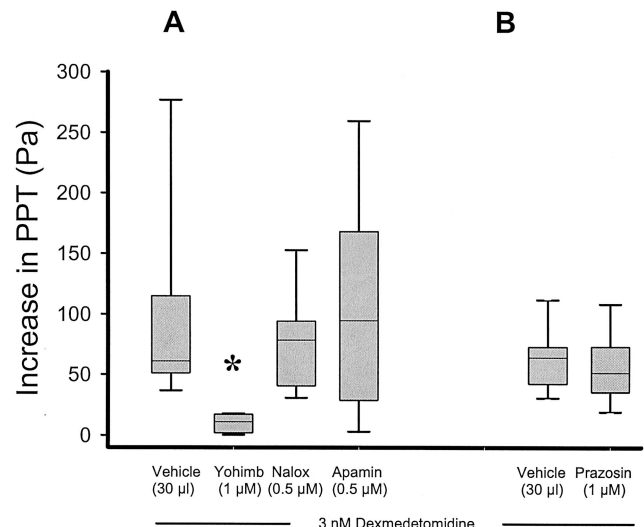 A B
Increase in PPT (Pa)
300
250
200
150
100
50
0
*
Vehicle Yohimb Nalox Apamin Vehicle Prazosin
(30 µl) (1 µM) (0.5 µM) (0.5 µM) (30 µl) (1 µM)
3 nM Dexmedetomidine